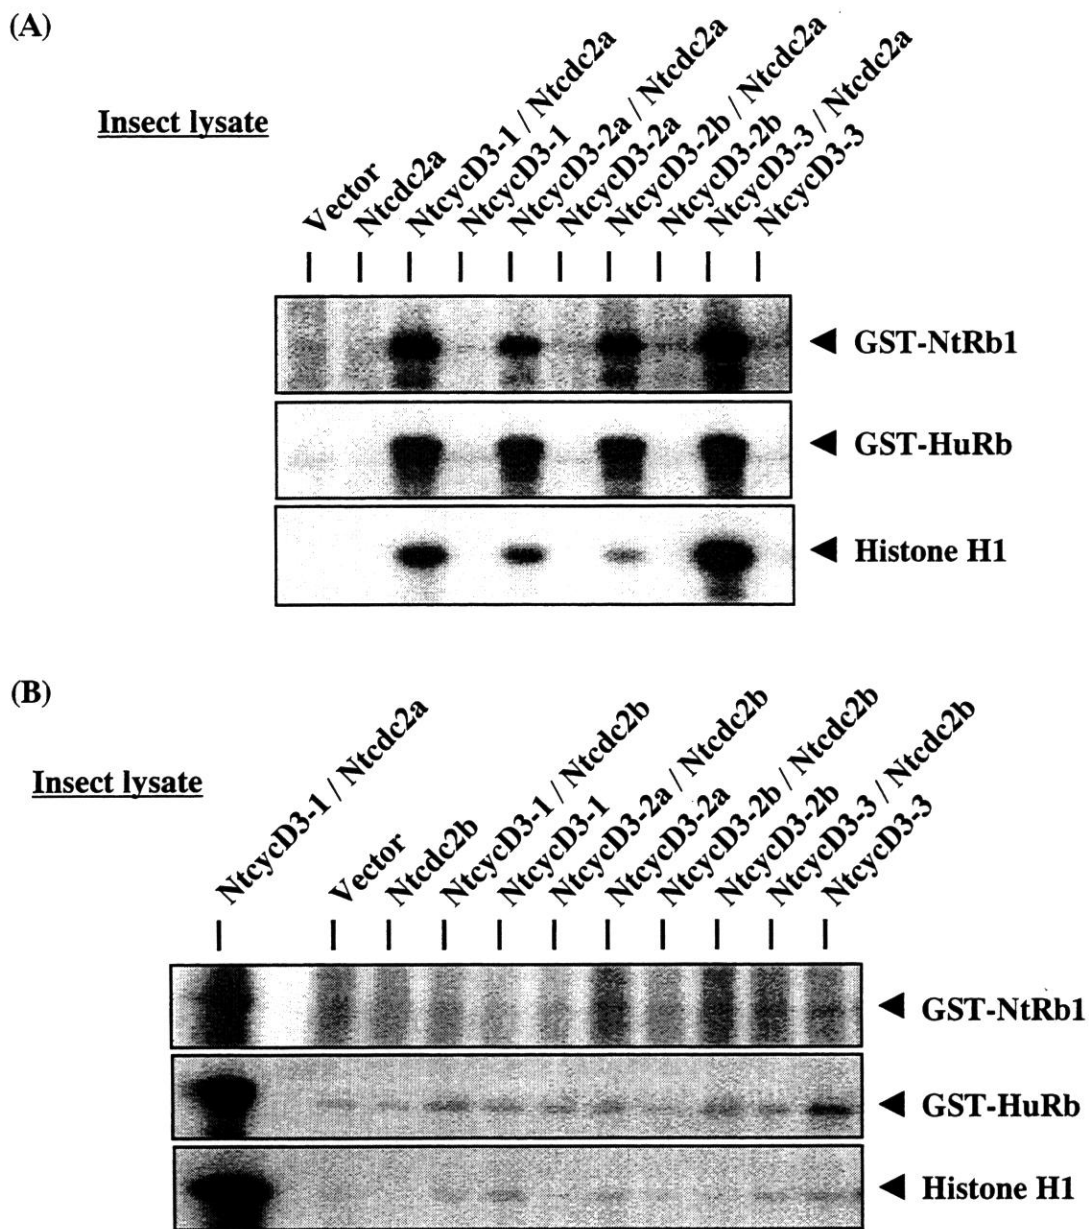 (A)
Insect lysate
Vector
Ntcdc2a
NtcycD3-1 / Ntcdc2a
NtcycD3-1
NtcycD3-2a / Ntcdc2a
NtcycD3-2a
NtcycD3-2b / Ntcdc2a
NtcycD3-2b
NtcycD3-3 / Ntcdc2a
NtcycD3-3
GST-NtRb1
GST-HuRb
Histone H1
(B)
Insect lysate
NtcycD3-1 / Ntcdc2a
Vector
Ntcdc2b
NtcycD3-1 / Ntcdc2b
NtcycD3-1
NtcycD3-2a / Ntcdc2b
NtcycD3-2a
NtcycD3-2b / Ntcdc2b
NtcycD3-2b
NtcycD3-3 / Ntcdc2b
NtcycD3-3
GST-NtRb1
GST-HuRb
Histone H1